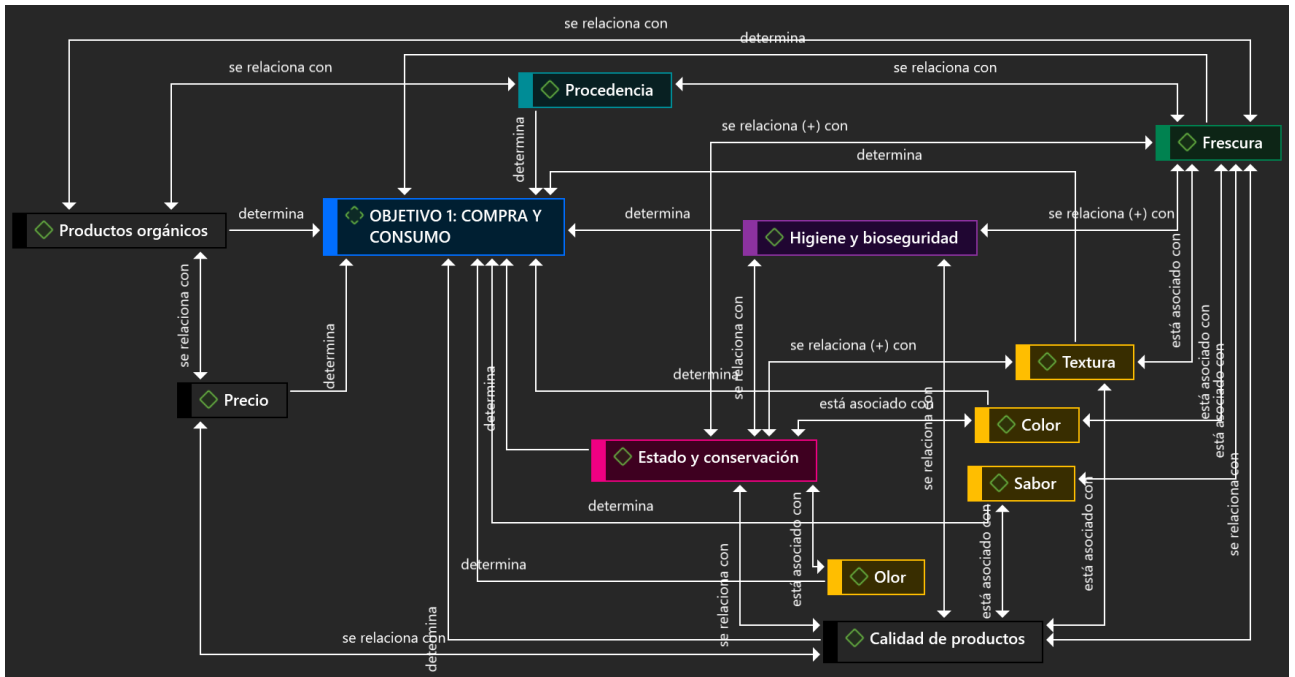 se relaciona con
determina
se relaciona con
se relaciona con
Procedencia
se relaciona (+) con
Frescura
determina
determina
Productos orgánicos
determina
OBJETIVO 1: COMPRA Y
CONSUMO
determina
Higiene y bioseguridad
se relaciona (+) con
se relaciona con
determina
se relaciona con
se relaciona (+) con
Textura
está asociado con
está asociado con
está asociado con
Precio
determina
determina
está asociado con
Color
se relaciona con
Estado y conservación
Sabor
se relaciona con
determina
está asociado con
está asociado con
está asociado con
determina
Olor
se relaciona con
Calidad de productos
se relaciona con
determina